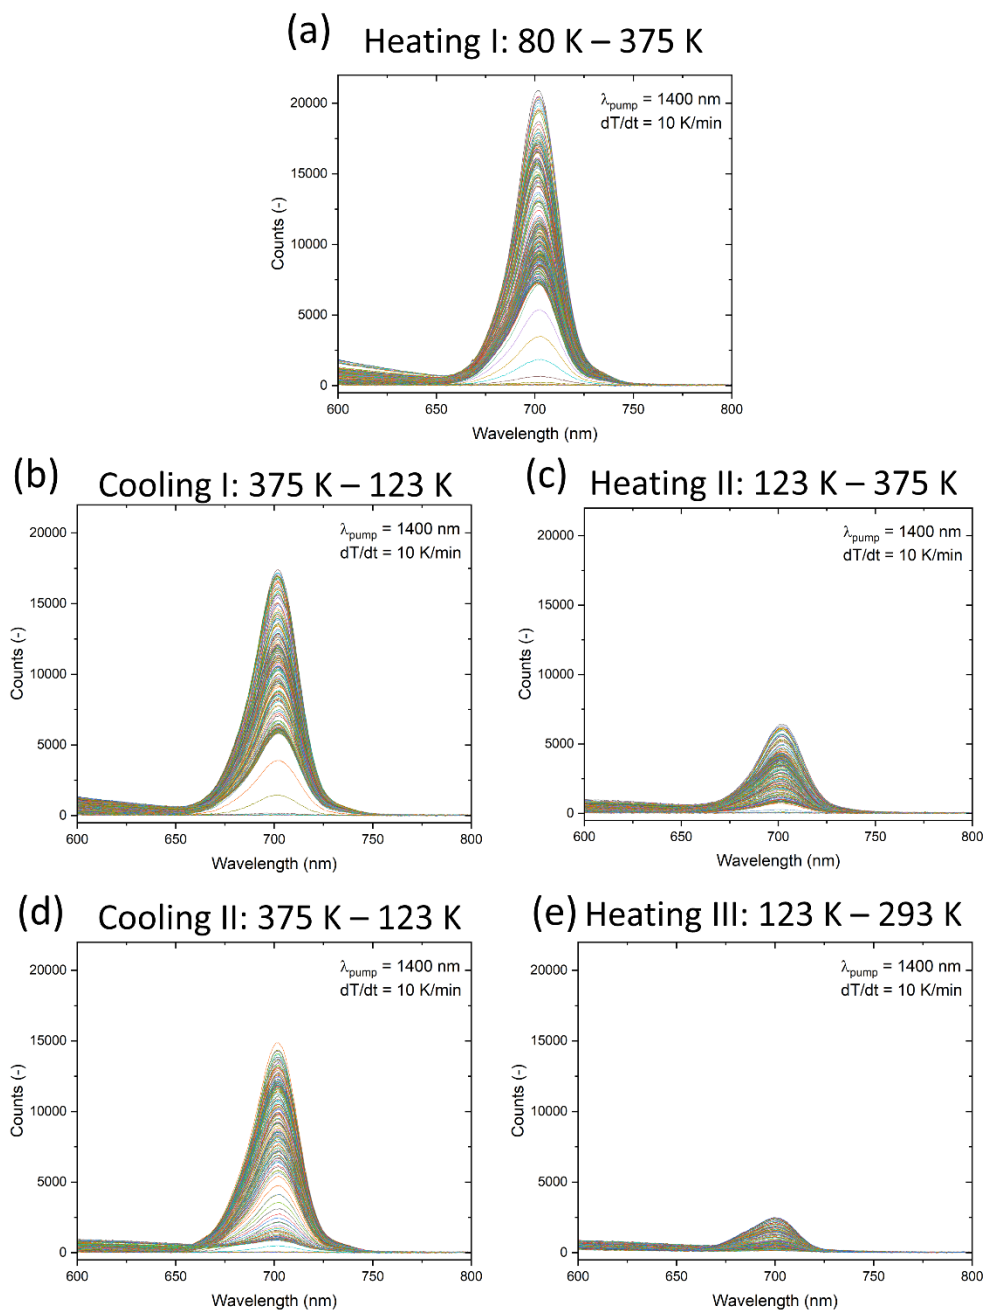 (a) Heating I: 80 K – 375 K
λpump = 1400 nm
dT/dt = 10 K/min
20000
15000
10000
5000
0
Counts (-)
600 650 700 750 800
Wavelength (nm)
(b) Cooling I: 375 K – 123 K
λpump = 1400 nm
dT/dt = 10 K/min
20000
15000
10000
5000
0
Counts (-)
600 650 700 750 800
Wavelength (nm)
(c) Heating II: 123 K – 375 K
λpump = 1400 nm
dT/dt = 10 K/min
20000
15000
10000
5000
0
Counts (-)
600 650 700 750 800
Wavelength (nm)
(d) Cooling II: 375 K – 123 K
λpump = 1400 nm
dT/dt = 10 K/min
20000
15000
10000
5000
0
Counts (-)
600 650 700 750 800
Wavelength (nm)
(e) Heating III: 123 K – 293 K
λpump = 1400 nm
dT/dt = 10 K/min
20000
15000
10000
5000
0
Counts (-)
600 650 700 750 800
Wavelength (nm)